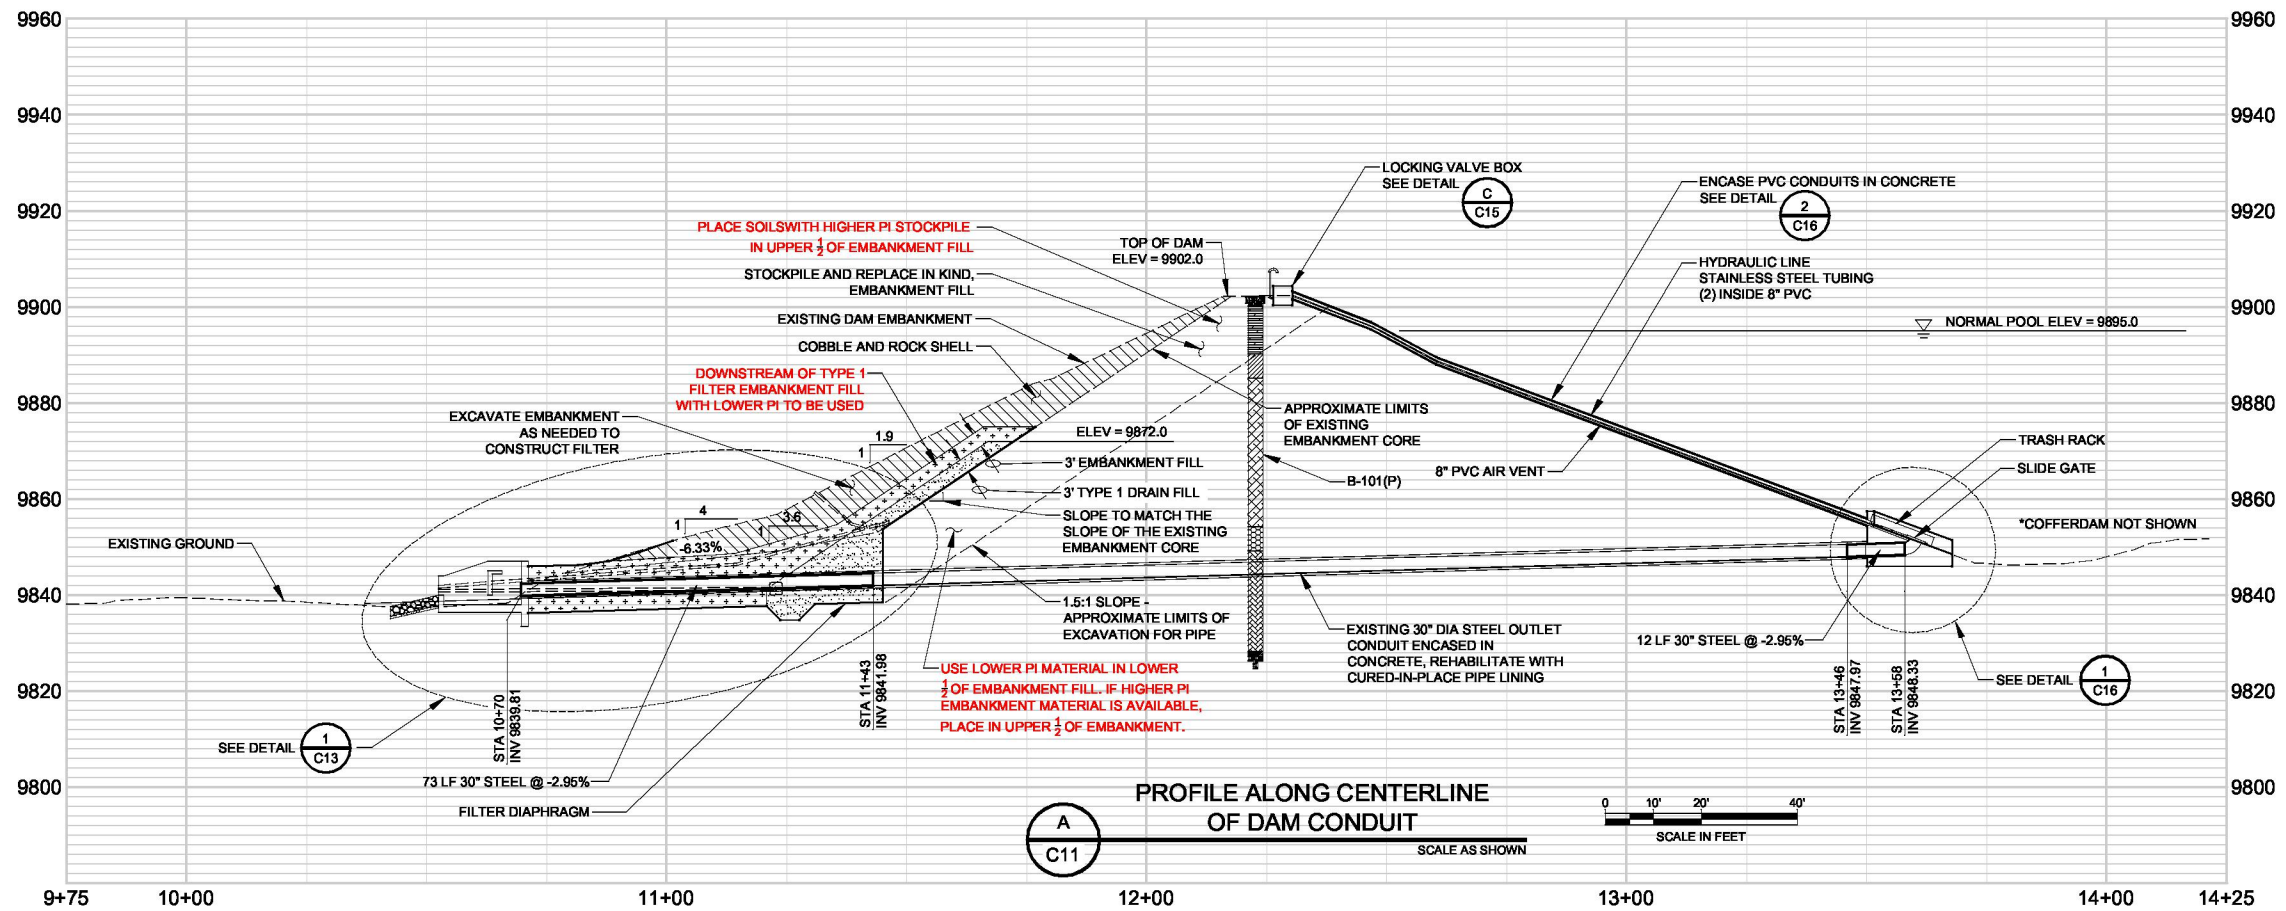 9960
9960
9940
9940
9920
9920
9900
9900
9880
9880
9860
9860
9840
9840
9820
9820
9800
9800
LOCKING VALVE BOX
SEE DETAIL
C
C15
ENCASE PVC CONDUITS IN CONCRETE
SEE DETAIL
2
C16
PLACE SOILSWITH HIGHER PI STOCKPILE
IN UPPER 1/2 OF EMBANKMENT FILL
TOP OF DAM
ELEV = 9902.0
HYDRAULIC LINE
STAINLESS STEEL TUBING
(2) INSIDE 8" PVC
STOCKPILE AND REPLACE IN KIND,
EMBANKMENT FILL
EXISTING DAM EMBANKMENT
NORMAL POOL ELEV = 9895.0
COBBLE AND ROCK SHELL
DOWNSTREAM OF TYPE 1
FILTER EMBANKMENT FILL
WITH LOWER PI TO BE USED
EXCAVATE EMBANKMENT
AS NEEDED TO
CONSTRUCT FILTER
APPROXIMATE LIMITS
OF EXISTING
EMBANKMENT CORE
1.9
1
ELEV = 9872.0
TRASH RACK
3' EMBANKMENT FILL
8" PVC AIR VENT
SLIDE GATE
B-101(P)
3' TYPE 1 DRAIN FILL
4
1
3.6
1
-6.33%
SLOPE TO MATCH THE
SLOPE OF THE EXISTING
EMBANKMENT CORE
*COFFERDAM NOT SHOWN
EXISTING GROUND
1.5:1 SLOPE -
APPROXIMATE LIMITS OF
EXCAVATION FOR PIPE
EXISTING 30" DIA STEEL OUTLET
CONDUIT ENCASED IN
CONCRETE, REHABILITATE WITH
CURED-IN-PLACE PIPE LINING
12 LF 30" STEEL @ -2.95%
USE LOWER PI MATERIAL IN LOWER
1/2 OF EMBANKMENT FILL. IF HIGHER PI
EMBANKMENT MATERIAL IS AVAILABLE,
PLACE IN UPPER 1/2 OF EMBANKMENT.
STA 10+70
INV 9839.81
STA 11+43
INV 9841.98
STA 13+46
INV 9847.97
STA 13+58
INV 9848.33
SEE DETAIL
1
C16
SEE DETAIL
1
C13
73 LF 30" STEEL @ -2.95%
FILTER DIAPHRAGM
A
C11
PROFILE ALONG CENTERLINE
OF DAM CONDUIT
SCALE AS SHOWN
0 10' 20' 40'
SCALE IN FEET
9+75 10+00 11+00 12+00 13+00 14+00 14+25